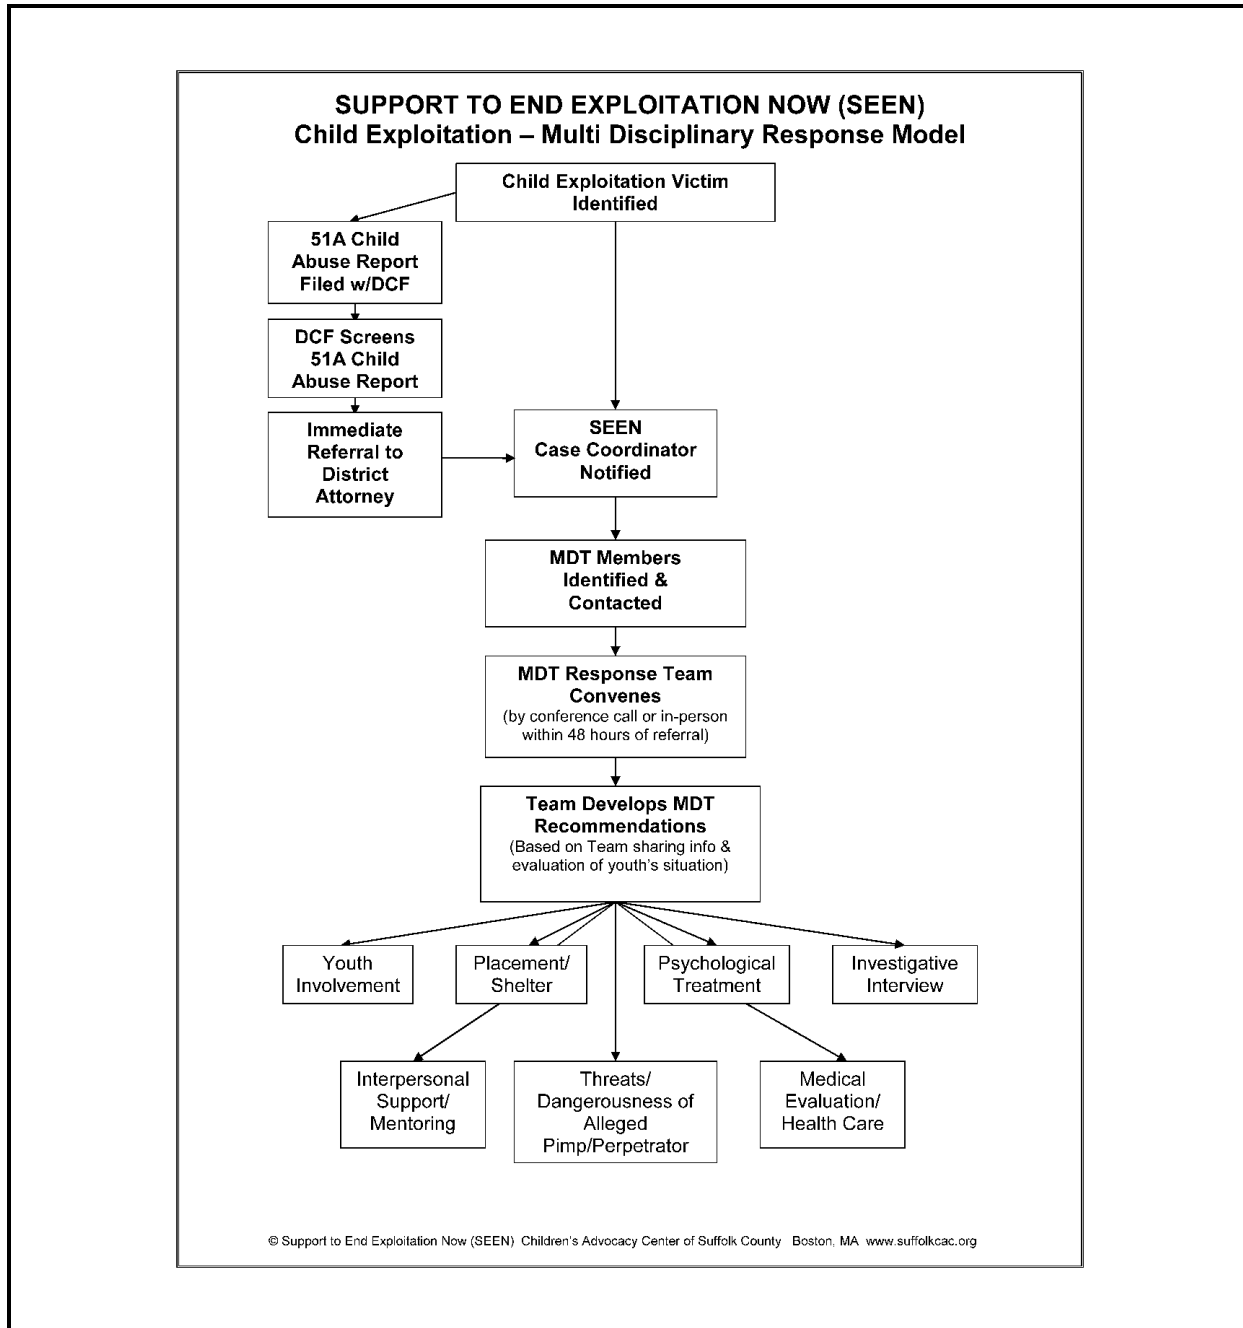 SUPPORT TO END EXPLOITATION NOW (SEEN)
Child Exploitation – Multi Disciplinary Response Model
Child Exploitation Victim
Identified
51A Child
Abuse Report
Filed w/DCF
DCF Screens
51A Child
Abuse Report
Immediate
Referral to
District
Attorney
SEEN
Case Coordinator
Notified
MDT Members
Identified &
Contacted
MDT Response Team
Convenes
(by conference call or in-person
within 48 hours of referral)
Team Develops MDT
Recommendations
(Based on Team sharing info &
evaluation of youth's situation)
Youth
Involvement
Placement/
Shelter
Psychological
Treatment
Investigative
Interview
Interpersonal
Support/
Mentoring
Threats/
Dangerousness of
Alleged
Pimp/Perpetrator
Medical
Evaluation/
Health Care
© Support to End Exploitation Now (SEEN) Children's Advocacy Center of Suffolk County Boston, MA www.suffolkcac.org